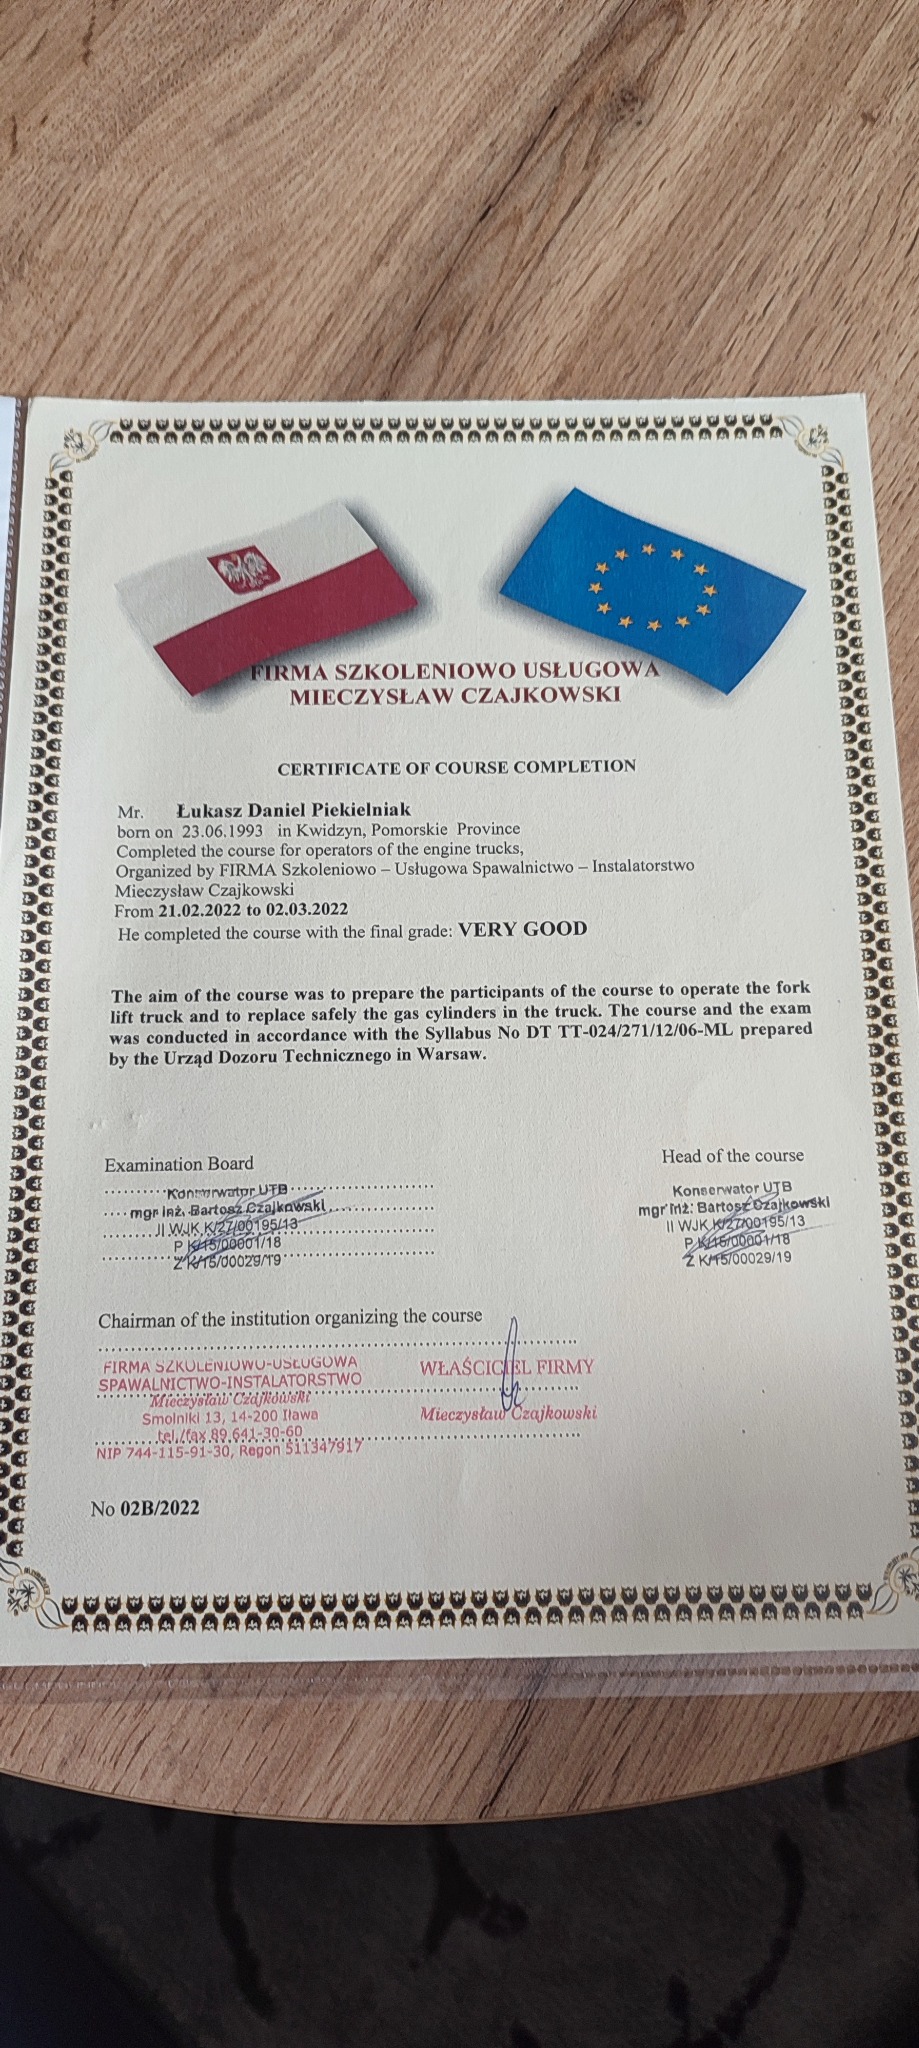 FIRMA SZKOLENIOWO USŁUGOWA
MIECZYSŁAW CZAJKOWSKI
CERTIFICATE OF COURSE COMPLETION
Mr. Łukasz Daniel Piekielniak
born on 23.06.1993 in Kwidzyn, Pomorskie Province
Completed the course for operators of the engine trucks,
Organized by FIRMA Szkoleniowo – Usługowa Spawalnictwo – Instalatorstwo
Mieczysław Czajkowski
From 21.02.2022 to 02.03.2022
He completed the course with the final grade: VERY GOOD
The aim of the course was to prepare the participants of the course to operate the fork
lift truck and to replace safely the gas cylinders in the truck. The course and the exam
was conducted in accordance with the Syllabus No DT TT-024/271/12/06-ML prepared
by the Urząd Dozoru Technicznego in Warsaw.
Examination Board
Konserwator UTB
mgr inż. Bartosz Czajkowski
II WJK K/27/00195/13
P K/15/00001/18
Z K/15/00029/19
Head of the course
Konserwator UTB
mgr inż. Bartosz Czajkowski
II WJK K/27/00195/13
P K/15/00001/18
Z K/15/00029/19
Chairman of the institution organizing the course
FIRMA SZKOLENIOWO-USŁUGOWA
SPAWALNICTWO-INSTALATORSTWO
Mieczysław Czajkowski
Smolniki 13, 14-200 Iława
tel./fax 89 641-30-60
NIP 744-115-91-30, Regon 511347917
WŁAŚCICIEL FIRMY
Mieczysław Czajkowski
No 02B/2022